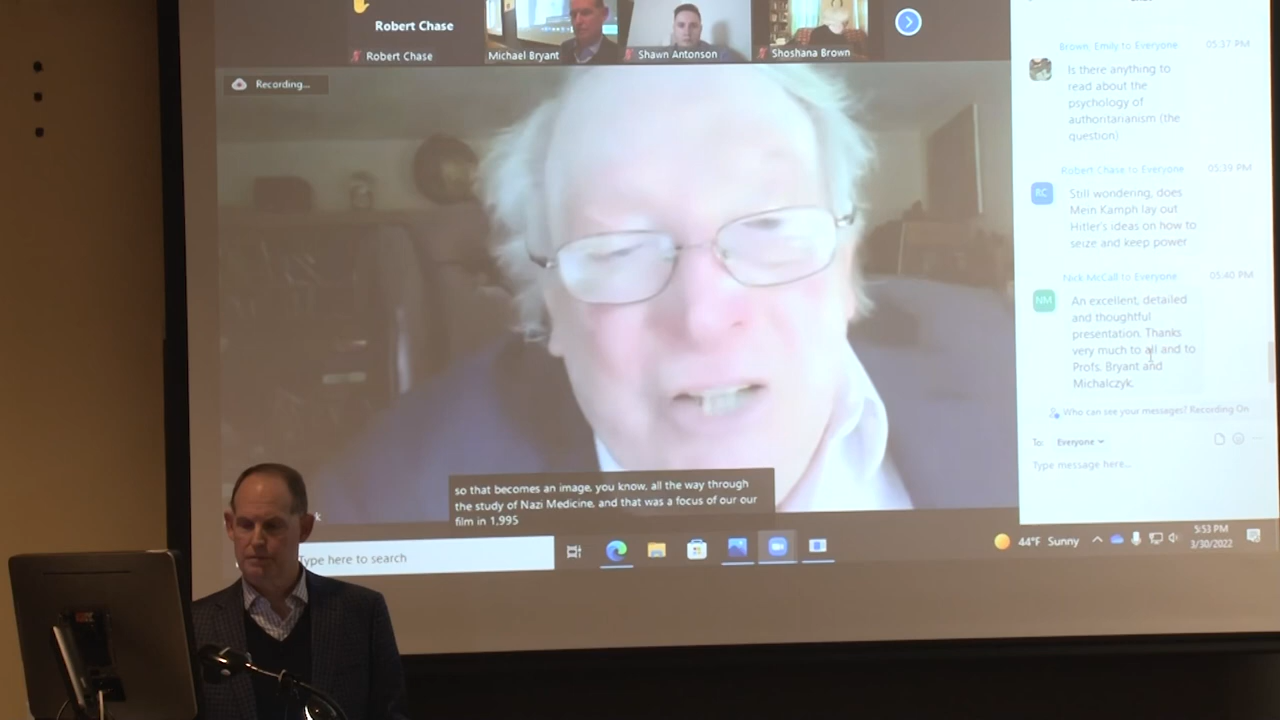 Robert Chase
Robert Chase
Michael Bryant
Shawn Antonson
Shoshana Brown
Recording...
Brown, Emily to Everyone
05:37 PM
Is there anything to
read about the
psychology of
authoritarianism (the
question)
Robert Chase to Everyone
05:39 PM
RC
Still wondering, does
Mein Kamph lay out
Hitler's ideas on how to
seize and keep power
Nick McCall to Everyone
05:40 PM
NM
An excellent, detailed
and thoughtful
presentation. Thanks
very much to all and to
Profs. Bryant and
Michalczyk.
Who can see your messages? Recording On
To: Everyone
Type message here...
so that becomes an image, you know, all the way through
the study of Nazi Medicine, and that was a focus of our our
film in 1,995
Type here to search
44°F Sunny
5:53 PM
3/30/2022